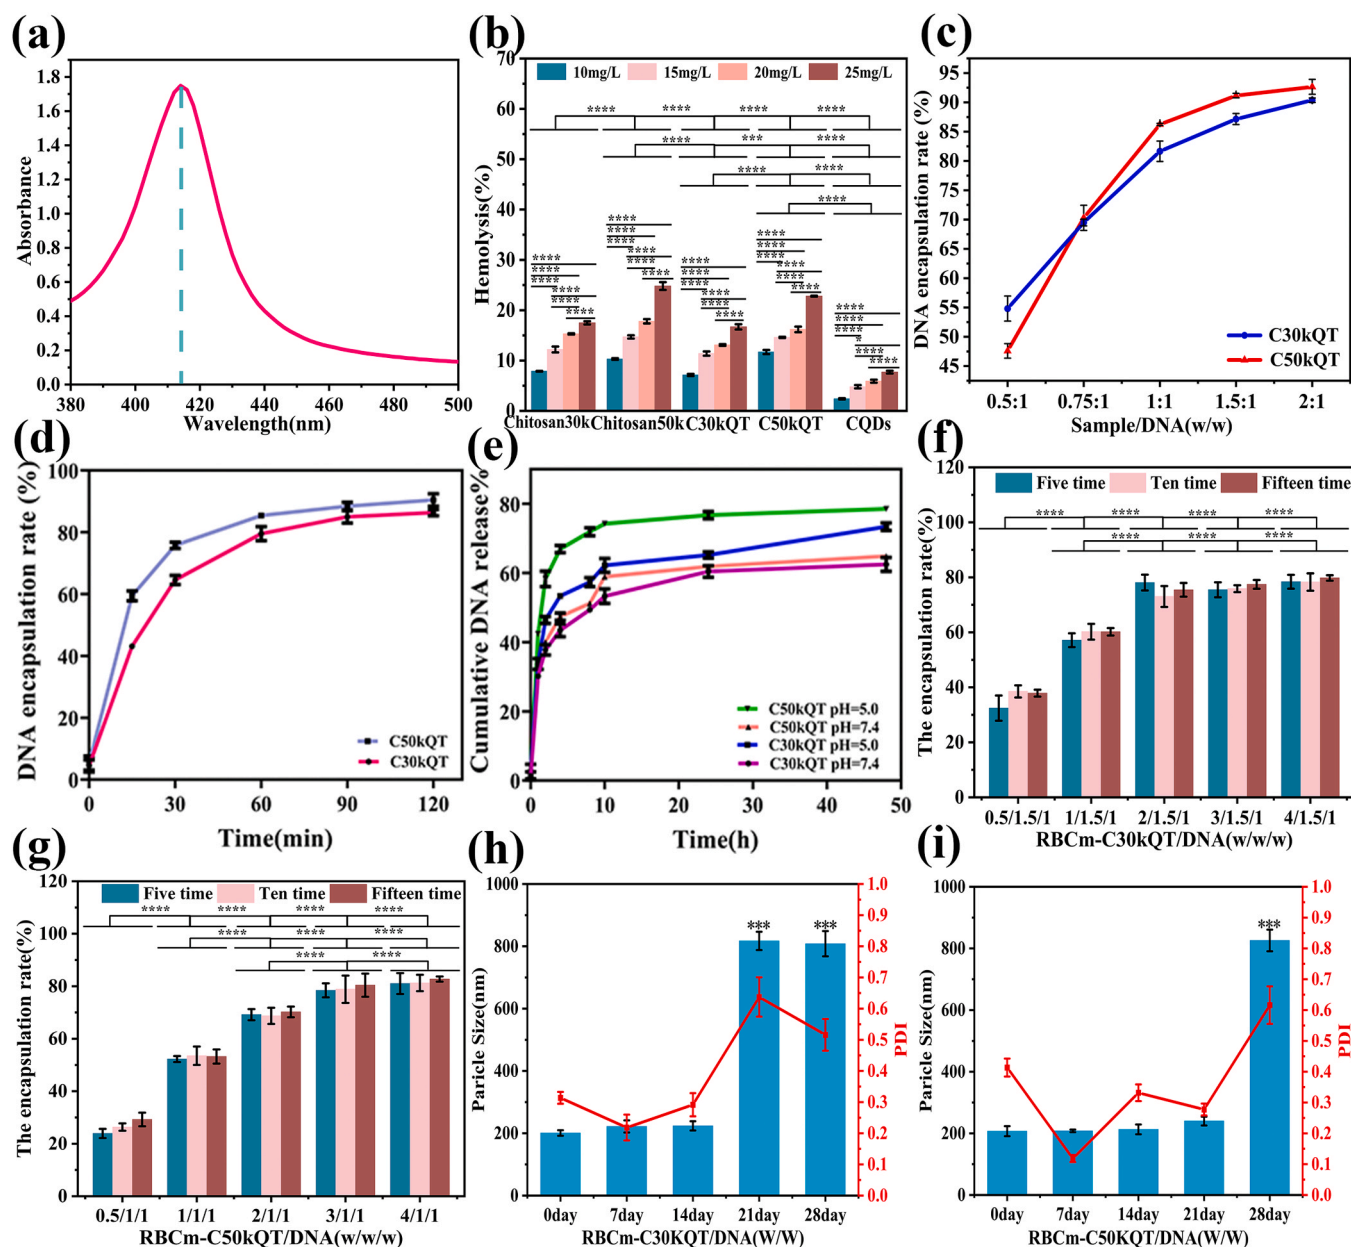 (a)
Absorbance
1.8
1.6
1.4
1.2
1.0
0.8
0.6
0.4
0.2
0.0
380 400 420 440 460 480 500
Wavelength(nm)
(b)
Hemolysis(%)
70
60
50
40
30
20
10
0
10mg/L 15mg/L 20mg/L 25mg/L
**** **** **** ****
**** *** ****
**** ****
****
**** **** **** **** ****
**** **** **** **** ****
**** **** **** **** ****
**** **** **** **** *
**** **** **** **** ****
**** **** **** **** ****
Chitosan30k Chitosan50k C30kQT C50kQT CQDs
(c)
DNA encapsulation rate (%)
95
90
85
80
75
70
65
60
55
50
45
C30kQT
C50kQT
0.5:1 0.75:1 1:1 1.5:1 2:1
Sample/DNA(w/w)
(d)
DNA encapsulation rate (%)
100
80
60
40
20
0
C50kQT
C30kQT
0 30 60 90 120
Time(min)
(e)
Cumulative DNA release%
80
60
40
20
0
C50kQT pH=5.0
C50kQT pH=7.4
C30kQT pH=5.0
C30kQT pH=7.4
0 10 20 30 40 50
Time(h)
(f)
The encapsulation rate(%)
120
100
80
60
40
20
0
Five time Ten time Fifteen time
**** **** **** ****
**** **** ****
0.5/1.5/1 1/1.5/1 2/1.5/1 3/1.5/1 4/1.5/1
RBCm-C30kQT/DNA(w/w/w)
(g)
The encapsulation rate(%)
120
100
80
60
40
20
0
Five time Ten time Fifteen time
**** **** **** ****
**** **** ****
**** ****
0.5/1/1 1/1/1 2/1/1 3/1/1 4/1/1
RBCm-C50kQT/DNA(w/w/w)
(h)
Paricle Size(nm)
1000
800
600
400
200
0
*** ***
1.0
0.9
0.8
0.7
0.6
0.5
0.4
0.3
0.2
0.1
0.0
PDI
0day 7day 14day 21day 28day
RBCm-C30KQT/DNA(W/W)
(i)
Paricle Size(nm)
1000
800
600
400
200
0
***
1.0
0.9
0.8
0.7
0.6
0.5
0.4
0.3
0.2
0.1
0.0
PDI
0day 7day 14day 21day 28day
RBCm-C50KQT/DNA(W/W)